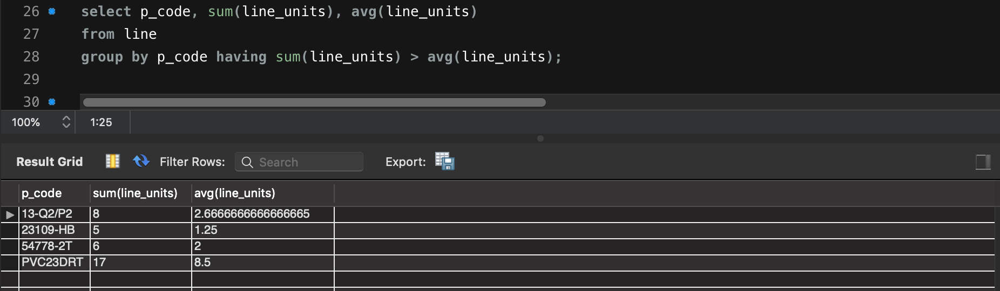 26 select p_code, sum(line_units), avg(line_units)
27 from line
28 group by p_code having sum(line_units) > avg(line_units);
29
30
100% 1:25
Result Grid Filter Rows: Search Export:
p_code sum(line_units) avg(line_units)
13-Q2/P2 8 2.6666666666666665
23109-HB 5 1.25
54778-2T 6 2
PVC23DRT 17 8.5